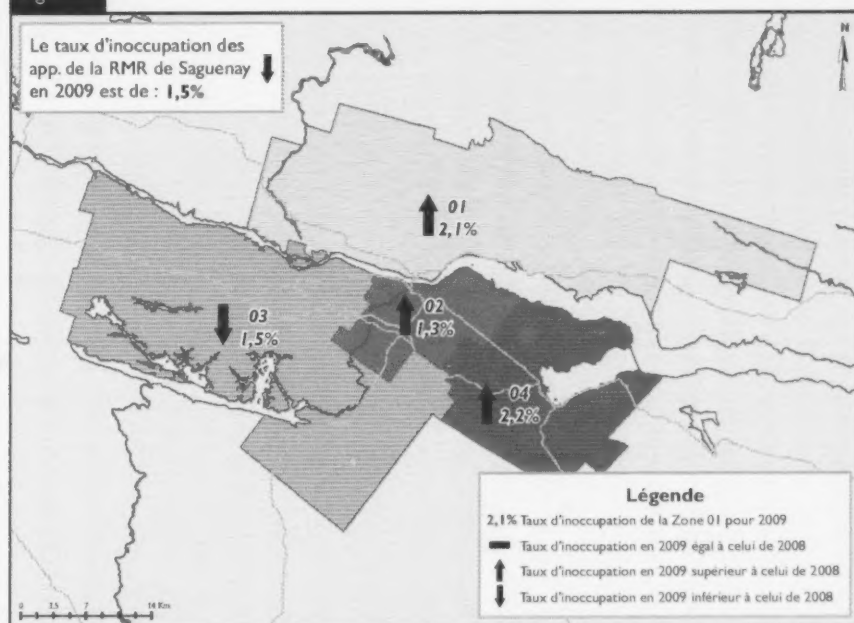 Le taux d'inoccupation des
app. de la RMR de Saguenay
en 2009 est de : 1,5%
N
01
2,1%
02
1,3%
03
1,5%
04
2,2%
Légende
2,1% Taux d'inoccupation de la Zone 01 pour 2009
Taux d'inoccupation en 2009 égal à celui de 2008
Taux d'inoccupation en 2009 supérieur à celui de 2008
Taux d'inoccupation en 2009 inférieur à celui de 2008
0 3,5 7 14 Km